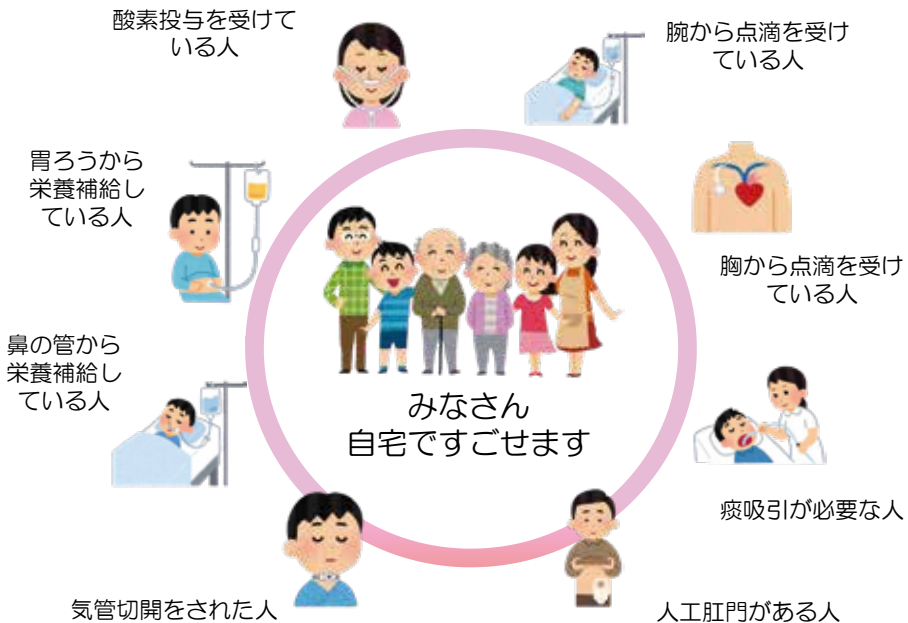 酸素投与を受けて
いる人
腕から点滴を受け
ている人
胃ろうから
栄養補給し
ている人
胸から点滴を受け
ている人
鼻の管から
栄養補給し
ている人
みなさん
自宅ですごせます
痰吸引が必要な人
気管切開をされた人
人工肛門がある人